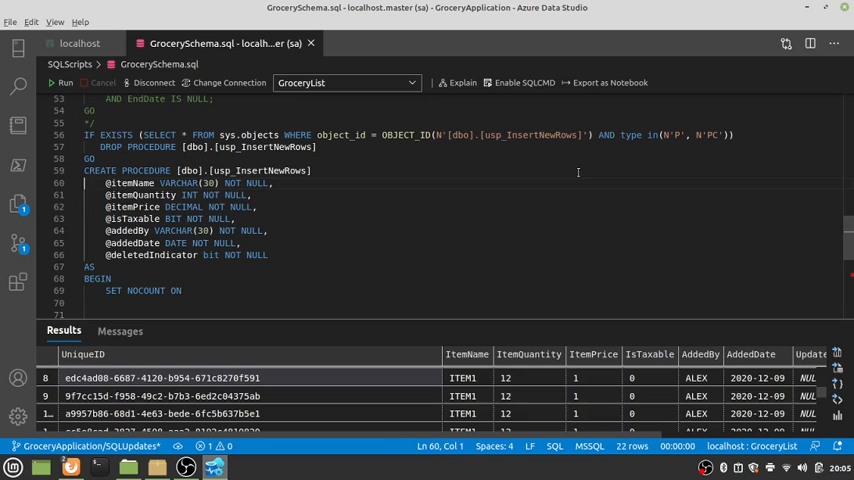 GrocerySchema.sql - localhost.master (sa) - GroceryApplication - Azure Data Studio
File Edit View Help
localhost
GrocerySchema.sql - localh...er (sa)
SQLScripts > GrocerySchema.sql
Run Cancel Disconnect Change Connection GroceryList Explain Enable SQLCMD Export as Notebook
53 AND EndDate IS NULL;
54 GO
55 */
56 IF EXISTS (SELECT * FROM sys.objects WHERE object_id = OBJECT_ID(N'[dbo].[usp_InsertNewRows]') AND type in(N'P', N'PC'))
57 DROP PROCEDURE [dbo].[usp_InsertNewRows]
58 GO
59 CREATE PROCEDURE [dbo].[usp_InsertNewRows]
60 @itemName VARCHAR(30) NOT NULL,
61 @itemQuantity INT NOT NULL,
62 @itemPrice DECIMAL NOT NULL,
63 @isTaxable BIT NOT NULL,
64 @addedBy VARCHAR(30) NOT NULL,
65 @addedDate DATE NOT NULL,
66 @deletedIndicator bit NOT NULL
67 AS
68 BEGIN
69 SET NOCOUNT ON
70
71
1
1
Results Messages
UniqueID ItemName ItemQuantity ItemPrice IsTaxable AddedBy AddedDate Update
8 edc4ad08-6687-4120-b954-671c8270f591 ITEM1 12 1 0 ALEX 2020-12-09 NUL
9 9f7cc15d-f958-49c2-b7b3-6ed2c04375ab ITEM1 12 1 0 ALEX 2020-12-09 NUL
1... a9957b86-68d1-4e63-bede-6fc5b637b5e1 ITEM1 12 1 0 ALEX 2020-12-09 NUL
GroceryApplication/SQLUpdates* 1 0 Ln 60, Col 1 Spaces: 4 LF SQL MSSQL 22 rows 00:00:00 localhost : GroceryList
2
20:05